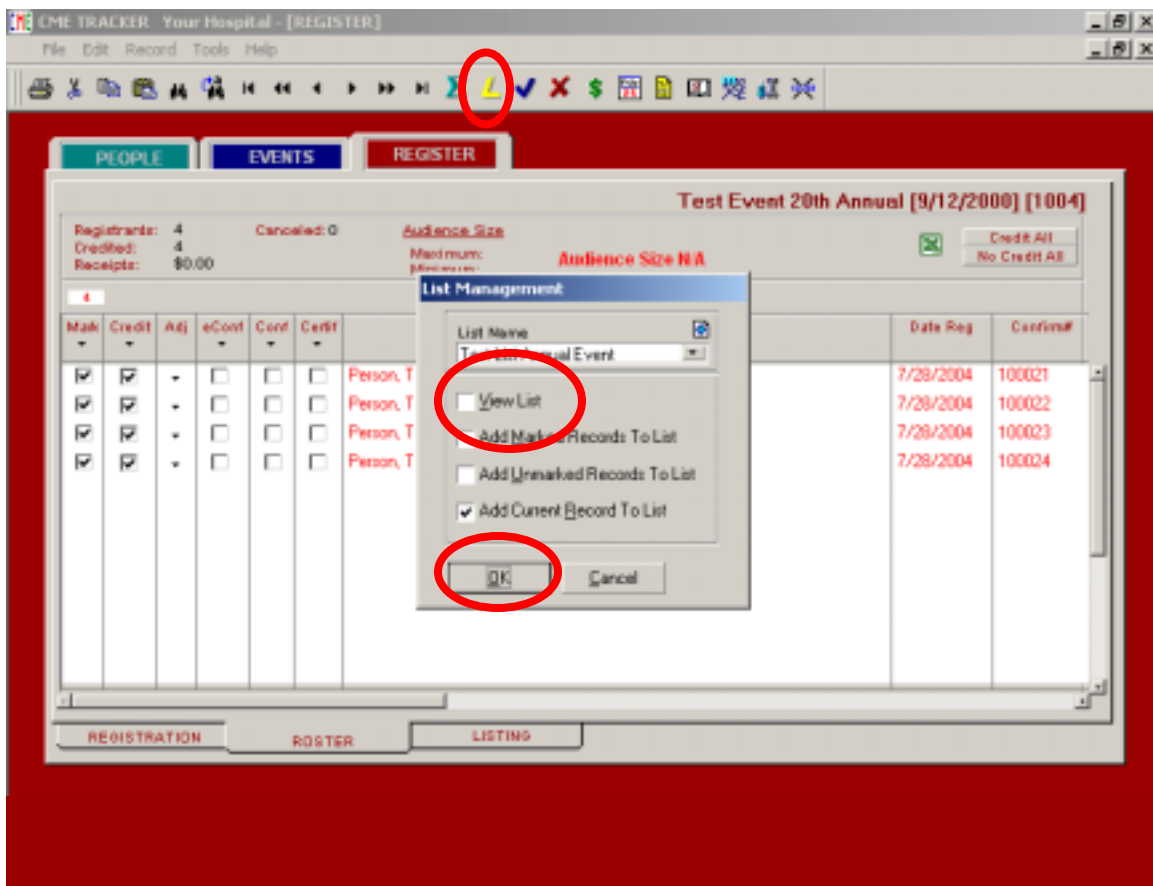 CME TRACKER Your Hospital - [REGISTER]
File Edit Record Tools Help
PEOPLE EVENTS REGISTER
Test Event 20th Annual [9/12/2000] [1004]
Registrants: 4 Canceled: 0 Audience Size
Credited: 4 Maximum: Audience Size N/A
Receipts: $0.00 Minimum:
Credit All
No Credit All
4
Mark Credit Adj eConf Conf Certif Date Reg Confirm#
Person, T 7/28/2004 100021
Person, T 7/28/2004 100022
Person, T 7/28/2004 100023
Person, T 7/28/2004 100024
List Management
List Name
Test List Annual Event
View List
Add Marked Records To List
Add Unmarked Records To List
Add Current Record To List
OK Cancel
REGISTRATION ROSTER LISTING